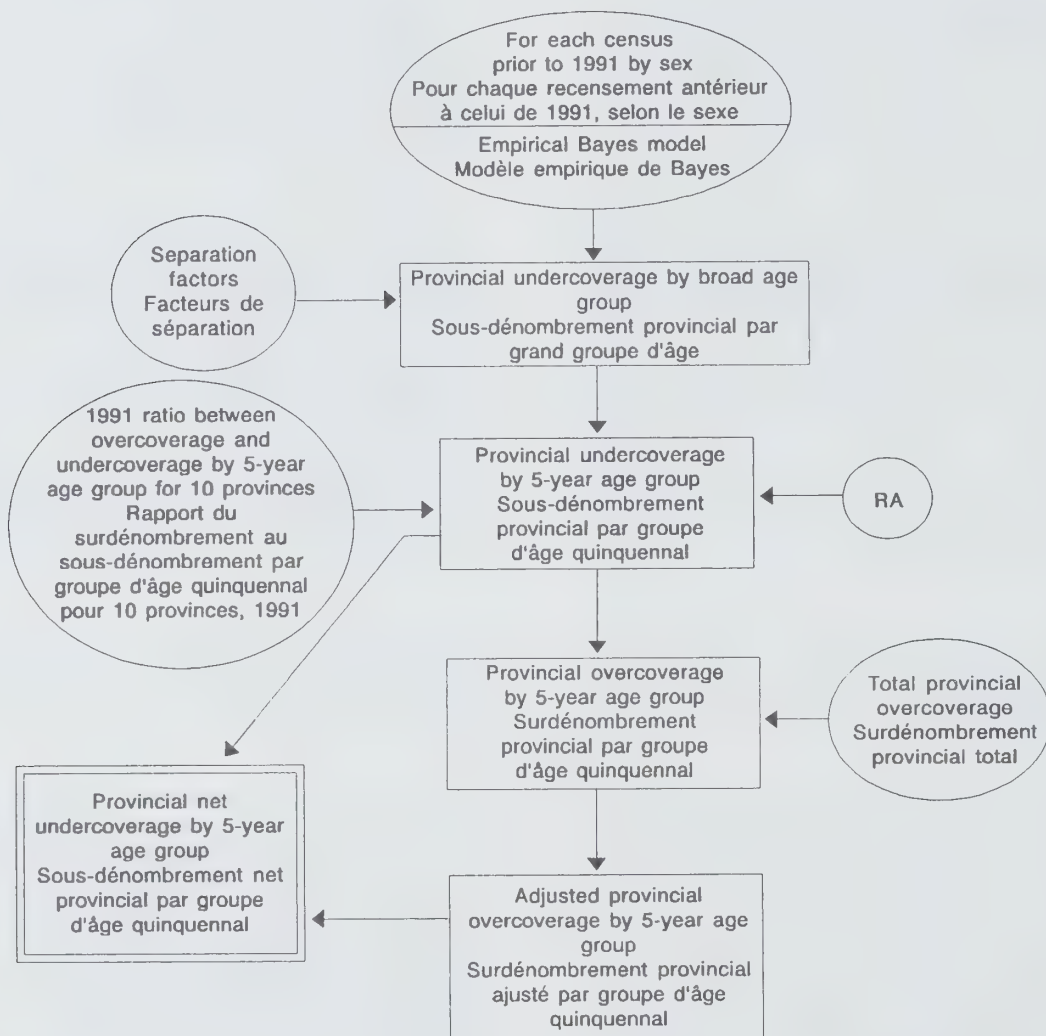 For each census
prior to 1991 by sex
Pour chaque recensement antérieur
à celui de 1991, selon le sexe
Empirical Bayes model
Modèle empirique de Bayes
Separation
factors
Facteurs de
séparation
Provincial undercoverage by broad age
group
Sous-dénombrement provincial par
grand groupe d'âge
1991 ratio between
overcoverage and
undercoverage by 5-year
age group for 10 provinces
Rapport du
surdénombrement au
sous-dénombrement par
groupe d'âge quinquennal
pour 10 provinces, 1991
Provincial undercoverage
by 5-year age group
Sous-dénombrement
provincial par groupe
d'âge quinquennal
RA
Provincial overcoverage
by 5-year age group
Surdénombrement
provincial par groupe
d'âge quinquennal
Total provincial
overcoverage
Surdénombrement
provincial total
Provincial net
undercoverage by 5-year
age group
Sous-dénombrement net
provincial par groupe
d'âge quinquennal
Adjusted provincial
overcoverage by 5-year age
group
Surdénombrement provincial
ajusté par groupe d'âge
quinquennal